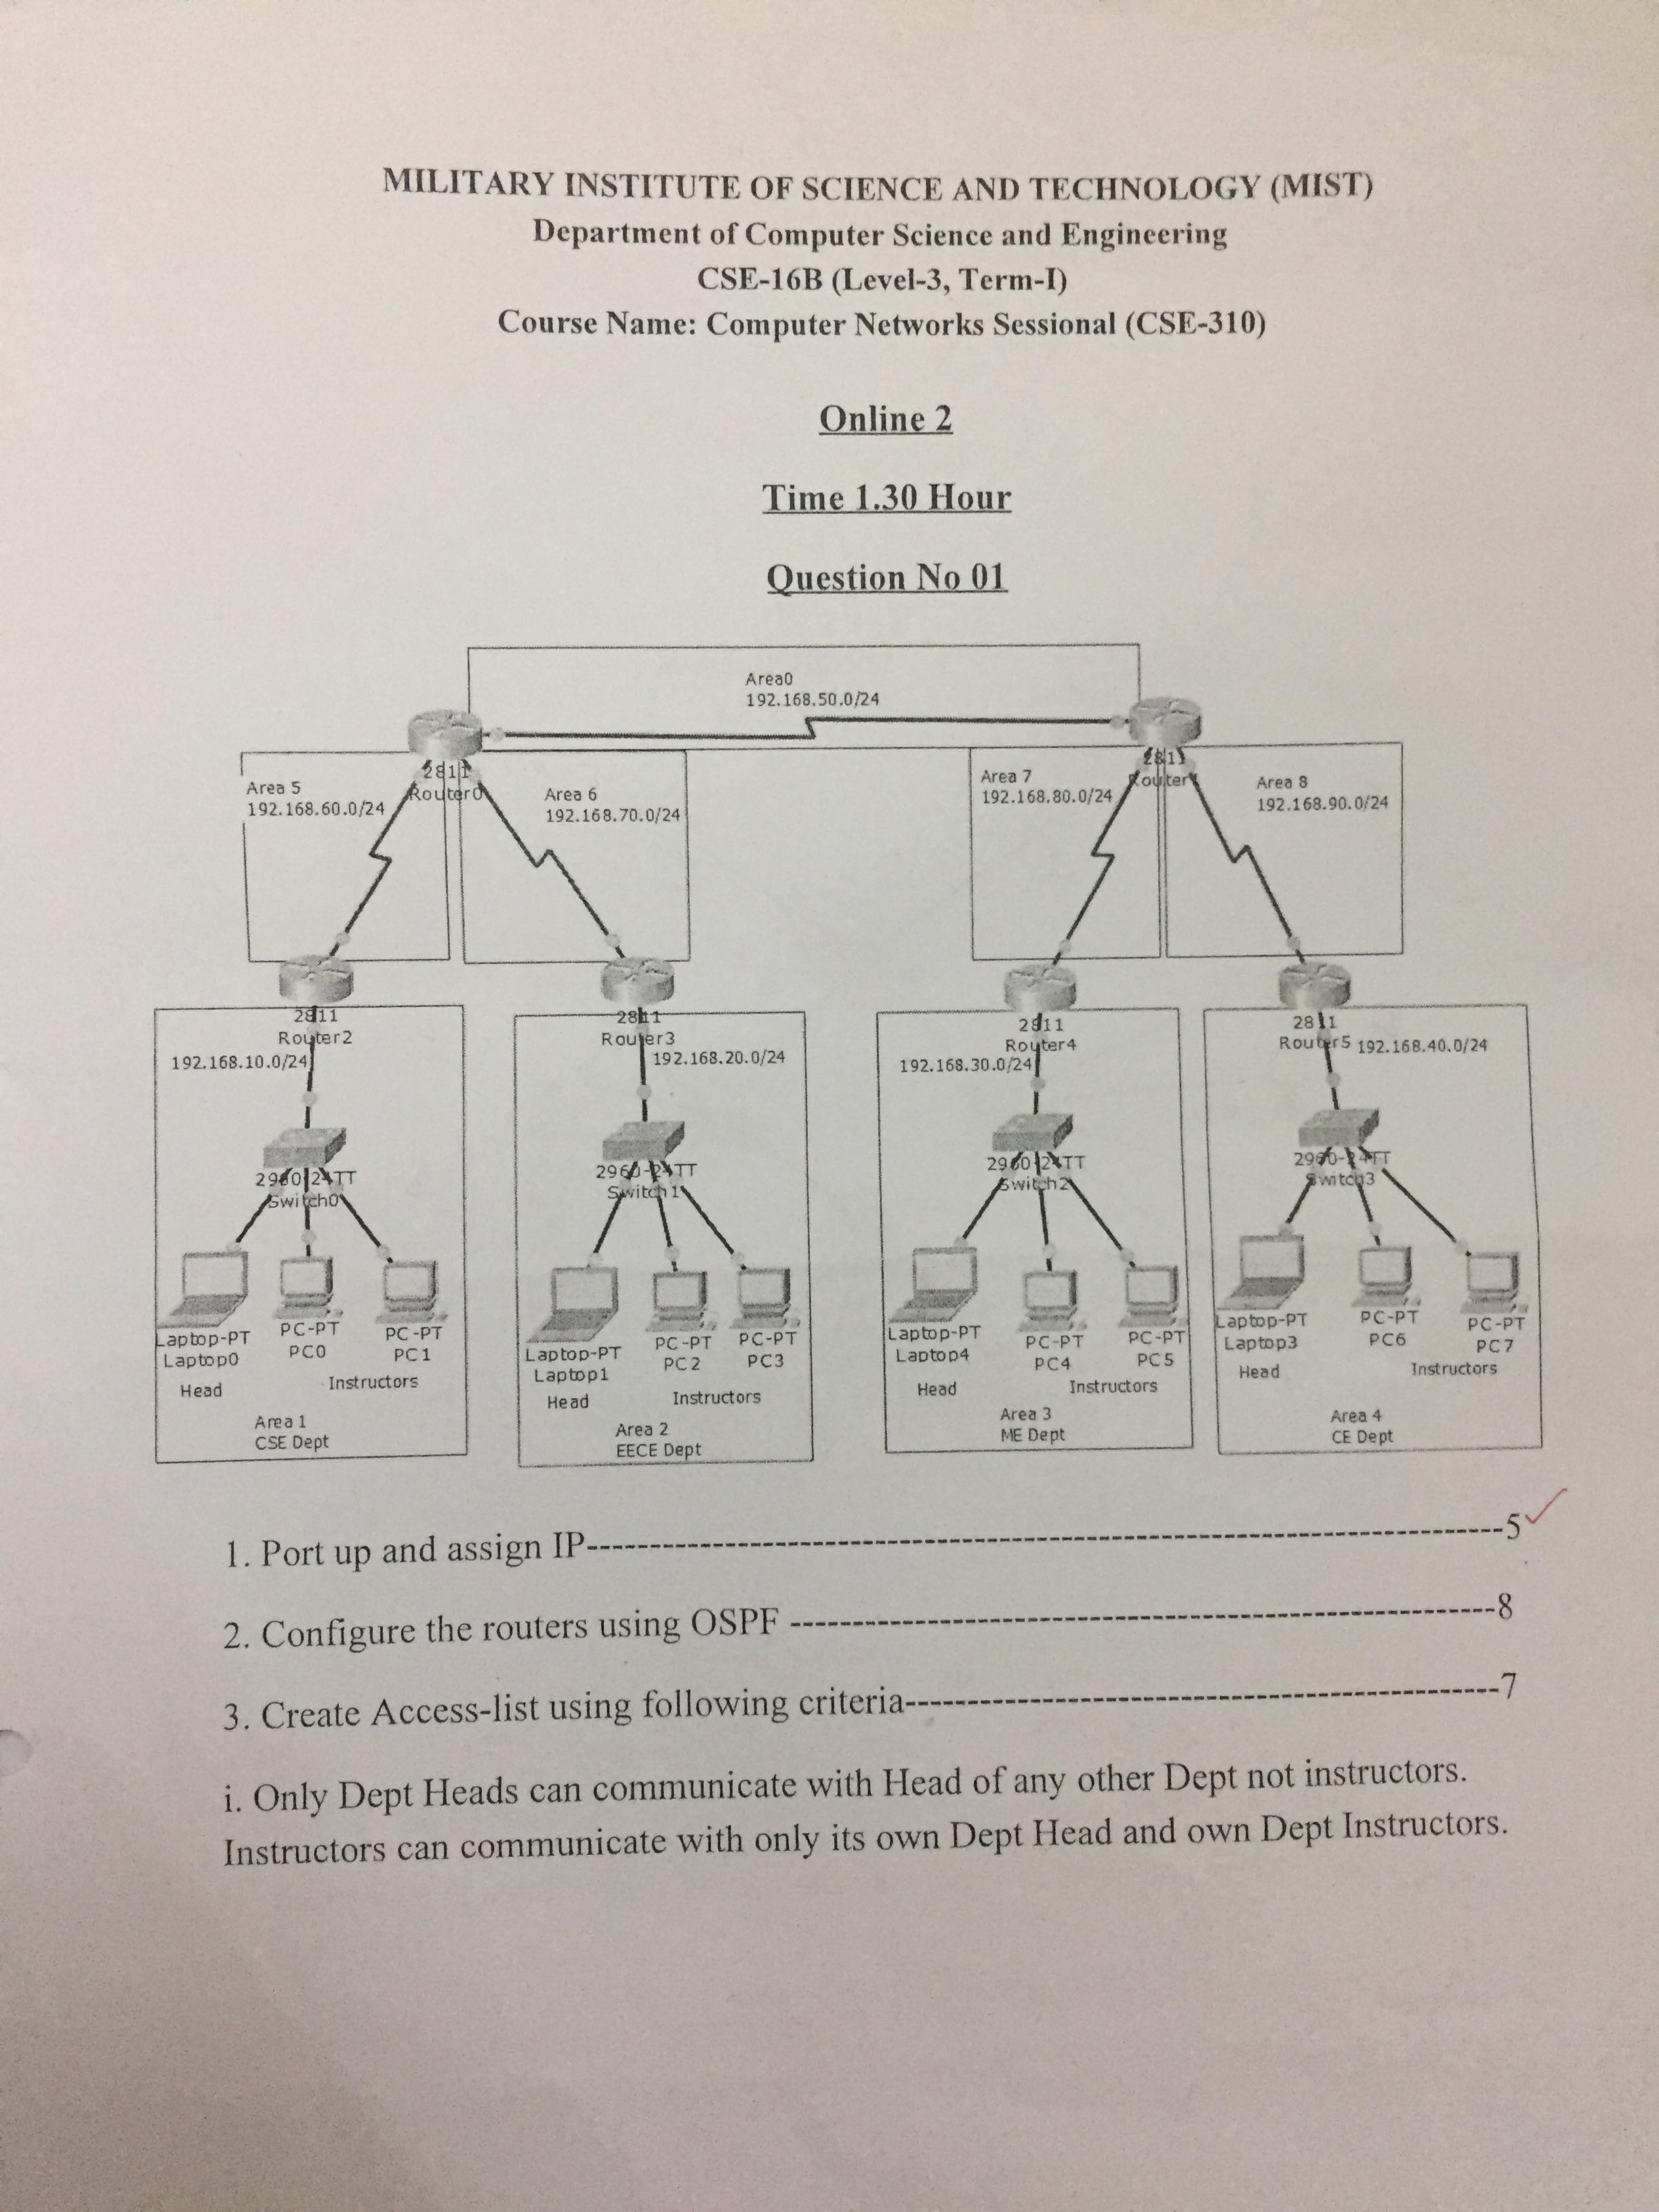 MILITARY INSTITUTE OF SCIENCE AND TECHNOLOGY (MIST)
Department of Computer Science and Engineering
CSE-16B (Level-3, Term-I)
Course Name: Computer Networks Sessional (CSE-310)
Online 2
Time 1.30 Hour
Question No 01
Area0
192.168.50.0/24
2811
Router0
2811
Area 5
192.168.60.0/24
Area 6
192.168.70.0/24
Area 7
192.168.80.0/24
Area 8
192.168.90.0/24
2811
Router2
192.168.10.0/24
2811
Router3
192.168.20.0/24
2811
Router4
192.168.30.0/24
2811
Router5
192.168.40.0/24
2960-24TT
Switch0
2960-24TT
Switch1
2960-24TT
Switch2
2960-24TT
Switch3
Laptop-PT
Laptop0
Head
PC-PT
PC0
PC-PT
PC1
Instructors
Area 1
CSE Dept
Laptop-PT
Laptop1
Head
PC-PT
PC2
PC-PT
PC3
Instructors
Area 2
EECE Dept
Laptop-PT
Laptop4
Head
PC-PT
PC4
PC-PT
PC5
Instructors
Area 3
ME Dept
Laptop-PT
Laptop3
Head
PC-PT
PC6
PC-PT
PC7
Instructors
Area 4
CE Dept
1. Port up and assign IP-----------------------------------------------------------------------5
2. Configure the routers using OSPF ------------------------------------------------------8
3. Create Access-list using following criteria----------------------------------------------7
i. Only Dept Heads can communicate with Head of any other Dept not instructors.
Instructors can communicate with only its own Dept Head and own Dept Instructors.